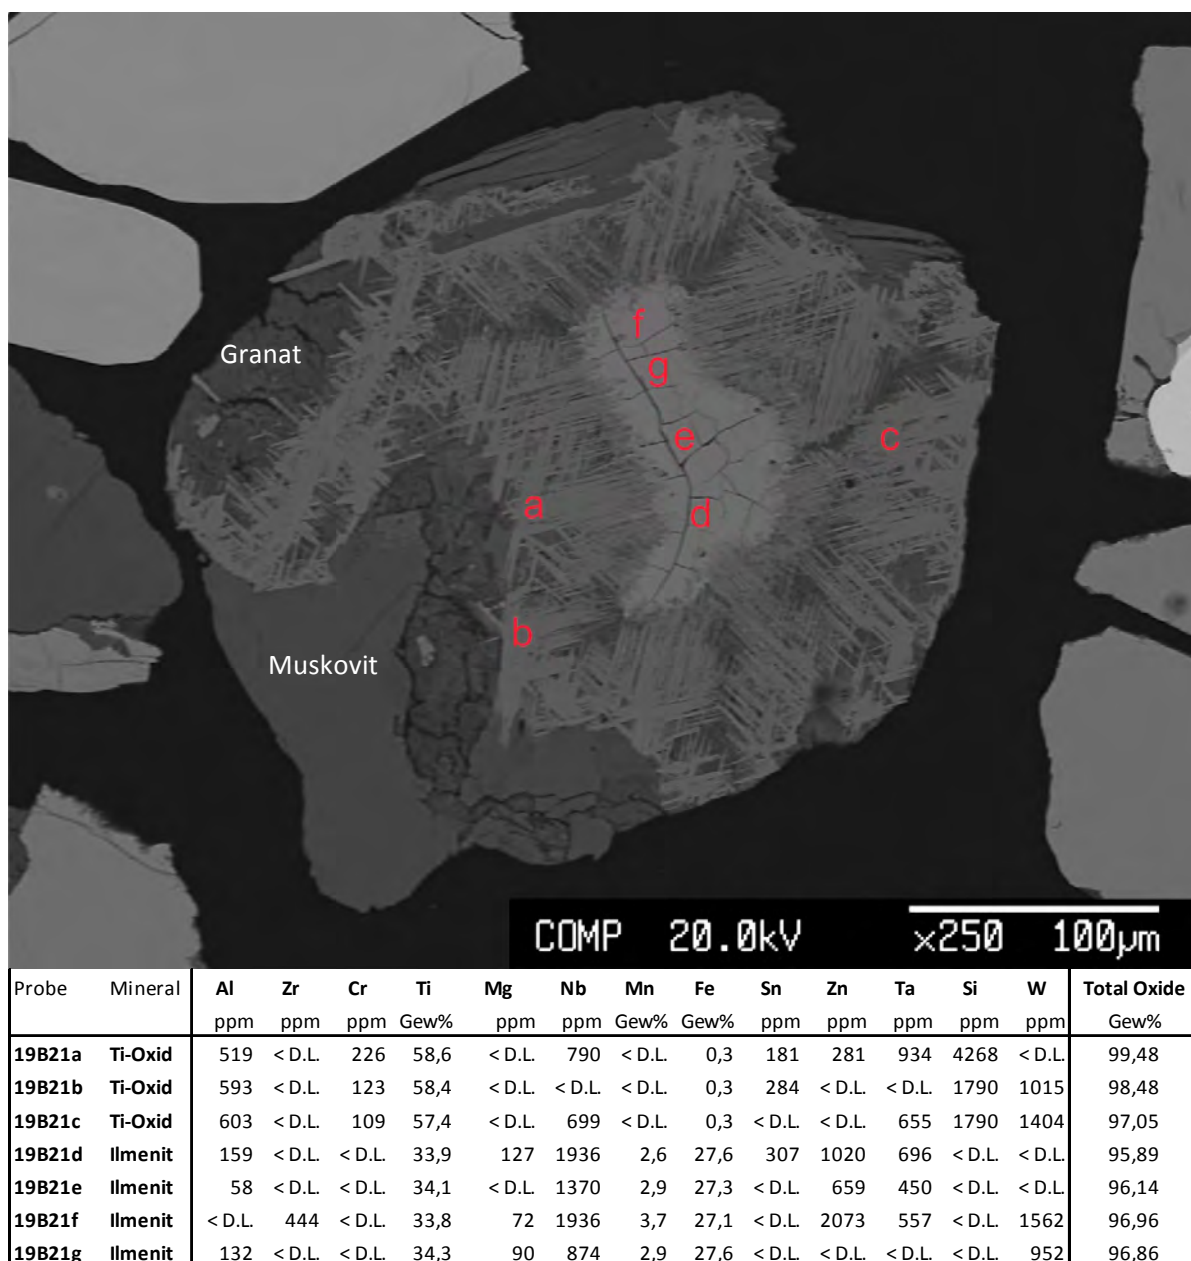 f
Granat
g
e
c
a
d
b
Muskovit
COMP 20.0kV ×250 100μm
Probe Mineral Al Zr Cr Ti Mg Nb Mn Fe Sn Zn Ta Si W Total Oxide
ppm ppm ppm Gew% ppm ppm Gew% Gew% ppm ppm ppm ppm ppm Gew%
19B21a Ti-Oxid 519 < D.L. 226 58,6 < D.L. 790 < D.L. 0,3 181 281 934 4268 < D.L. 99,48
19B21b Ti-Oxid 593 < D.L. 123 58,4 < D.L. < D.L. < D.L. 0,3 284 < D.L. < D.L. 1790 1015 98,48
19B21c Ti-Oxid 603 < D.L. 109 57,4 < D.L. 699 < D.L. 0,3 < D.L. < D.L. 655 1790 1404 97,05
19B21d Ilmenit 159 < D.L. < D.L. 33,9 127 1936 2,6 27,6 307 1020 696 < D.L. < D.L. 95,89
19B21e Ilmenit 58 < D.L. < D.L. 34,1 < D.L. 1370 2,9 27,3 < D.L. 659 450 < D.L. < D.L. 96,14
19B21f Ilmenit < D.L. 444 < D.L. 33,8 72 1936 3,7 27,1 < D.L. 2073 557 < D.L. 1562 96,96
19B21g Ilmenit 132 < D.L. < D.L. 34,3 90 874 2,9 27,6 < D.L. < D.L. < D.L. < D.L. 952 96,86